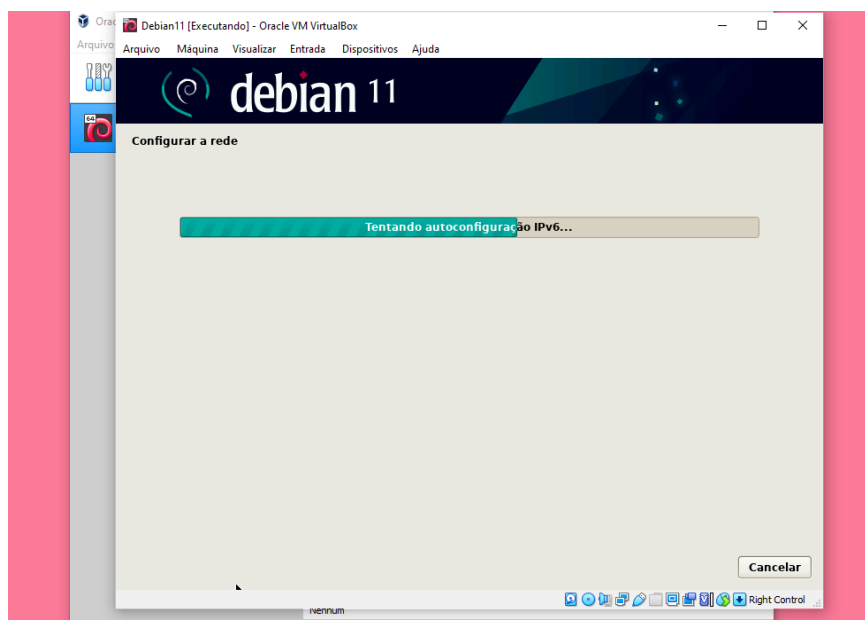 Orac
Debian11 [Executando] - Oracle VM VirtualBox
Arquivo
Arquivo Máquina Visualizar Entrada Dispositivos Ajuda
64
debian 11
Configurar a rede
Tentando autoconfiguração IPv6...
Cancelar
Right Control
Nenhum